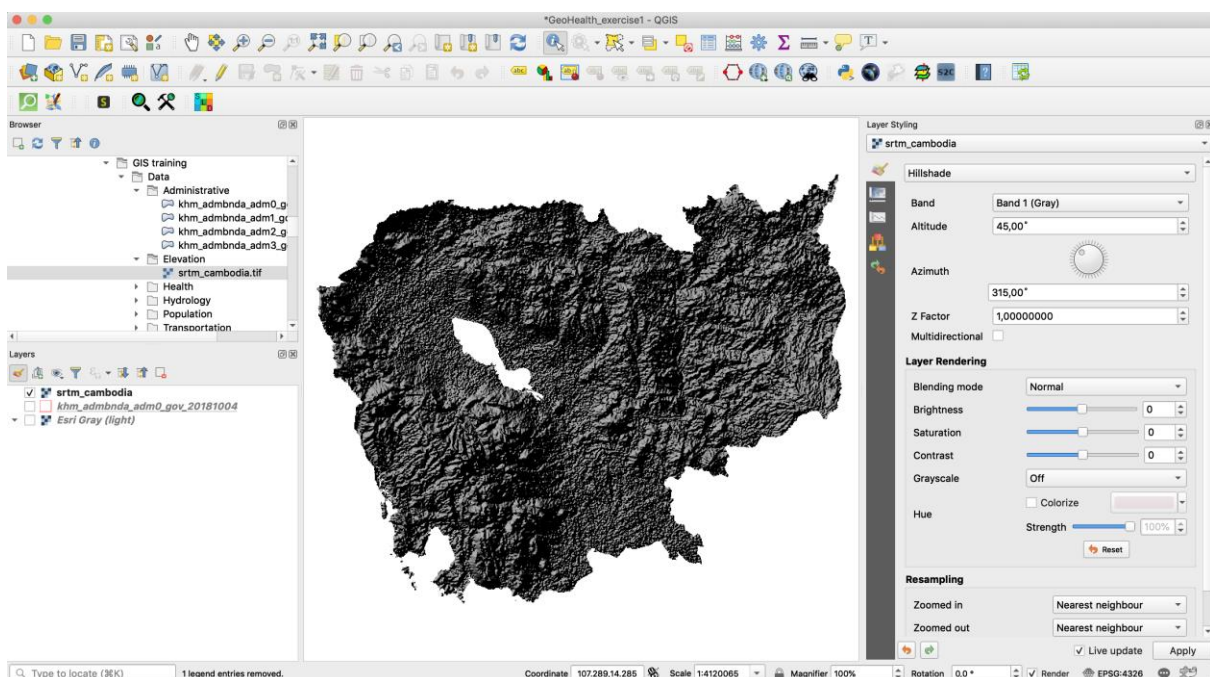 *GeoHealth_exercise1 - QGIS
abc
S2C
S
Browser
GIS training
Data
Administrative
khm_admbnda_adm0_g
khm_admbnda_adm1_gc
khm_admbnda_adm2_g
khm_admbnda_adm3_g
Elevation
srtm_cambodia.tif
Health
Hydrology
Population
Transportation
Layers
srtm_cambodia
khm_admbnda_adm0_gov_20181004
Esri Gray (light)
Layer Styling
srtm_cambodia
Hillshade
Band Band 1 (Gray)
Altitude 45,00°
Azimuth
315,00°
Z Factor 1,00000000
Multidirectional
Layer Rendering
Blending mode Normal
Brightness 0
Saturation 0
Contrast 0
Grayscale Off
Hue Colorize
Strength 100%
Reset
Resampling
Zoomed in Nearest neighbour
Zoomed out Nearest neighbour
Live update Apply
Type to locate (⌘K) 1 legend entries removed. Coordinate 107.289,14.285 Scale 1:4120065 Magnifier 100% Rotation 0,0 ° Render EPSG:4326